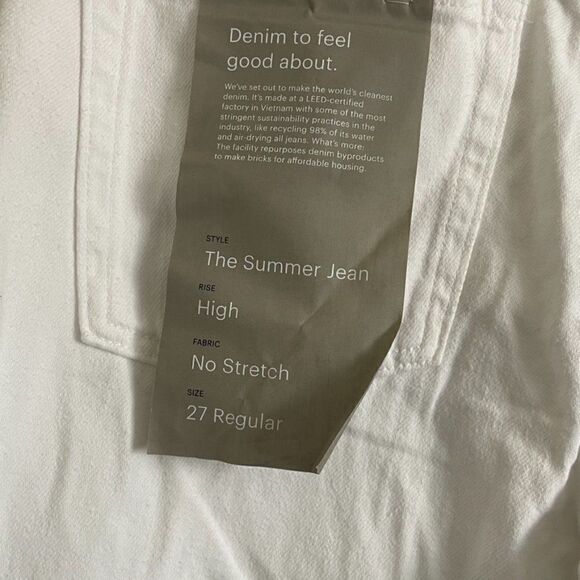 Denim to feel
good about.
We've set out to make the world's cleanest
denim. It's made at a LEED-certified
factory in Vietnam with some of the most
stringent sustainability practices in the
industry, like recycling 98% of its water
and air-drying all jeans. What's more:
The facility repurposes denim byproducts
to make bricks for affordable housing.
STYLE
The Summer Jean
RISE
High
FABRIC
No Stretch
SIZE
27 Regular